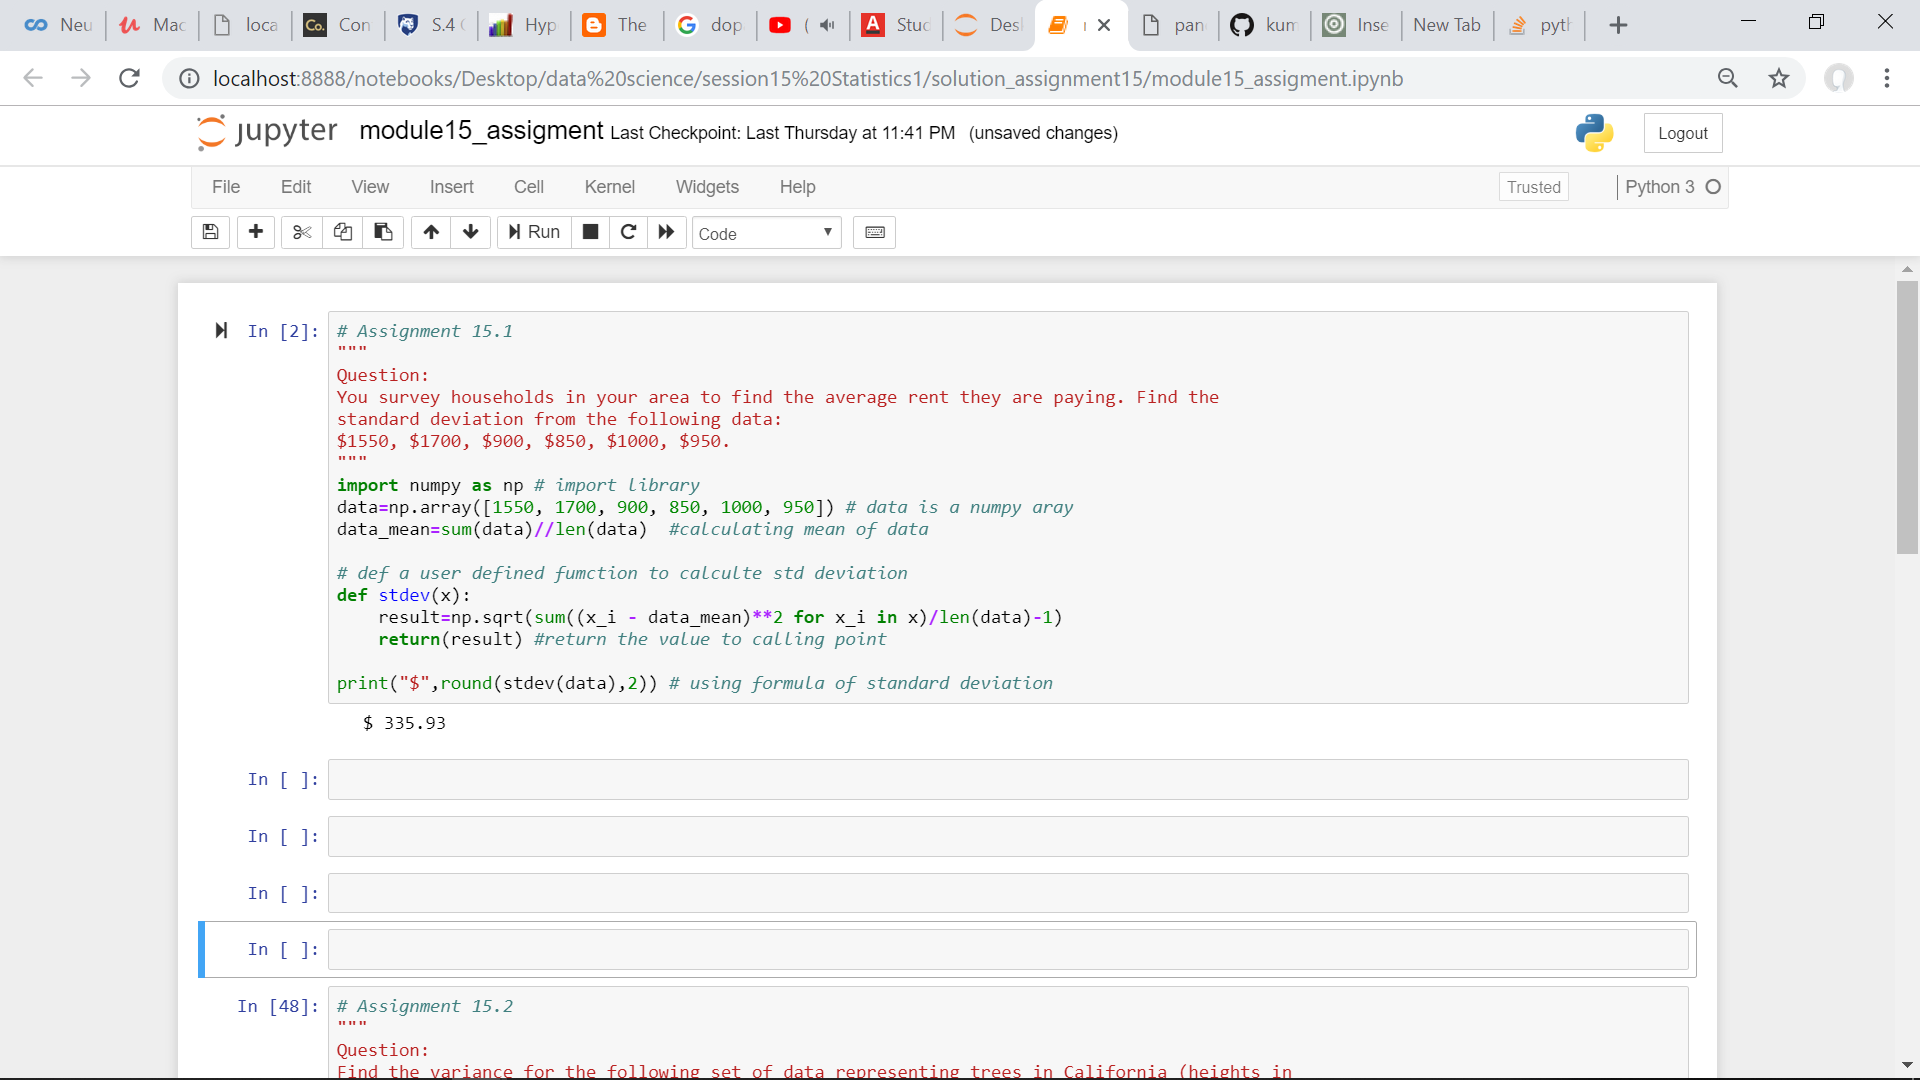 Neu Mac loca Co. Con S.4 Hyp The dop ( A Stuc Des pan kum Inse New Tab pyth
localhost:8888/notebooks/Desktop/data%20science/session15%20Statistics1/solution_assignment15/module15_assigment.ipynb
jupyter module15_assigment Last Checkpoint: Last Thursday at 11:41 PM (unsaved changes) Logout
File Edit View Insert Cell Kernel Widgets Help Trusted Python 3
Run Code
In [2]: # Assignment 15.1
"""
Question:
You survey households in your area to find the average rent they are paying. Find the
standard deviation from the following data:
$1550, $1700, $900, $850, $1000, $950.
"""
import numpy as np # import library
data=np.array([1550, 1700, 900, 850, 1000, 950]) # data is a numpy aray
data_mean=sum(data)//len(data)  #calculating mean of data
# def a user defined fumction to calculte std deviation
def stdev(x):
    result=np.sqrt(sum((x_i - data_mean)**2 for x_i in x)/len(data)-1)
    return(result) #return the value to calling point
print("$",round(stdev(data),2)) # using formula of standard deviation
$ 335.93
In [ ]:
In [ ]:
In [ ]:
In [ ]:
In [48]: # Assignment 15.2
"""
Question:
Find the variance for the following set of data representing trees in California (heights in